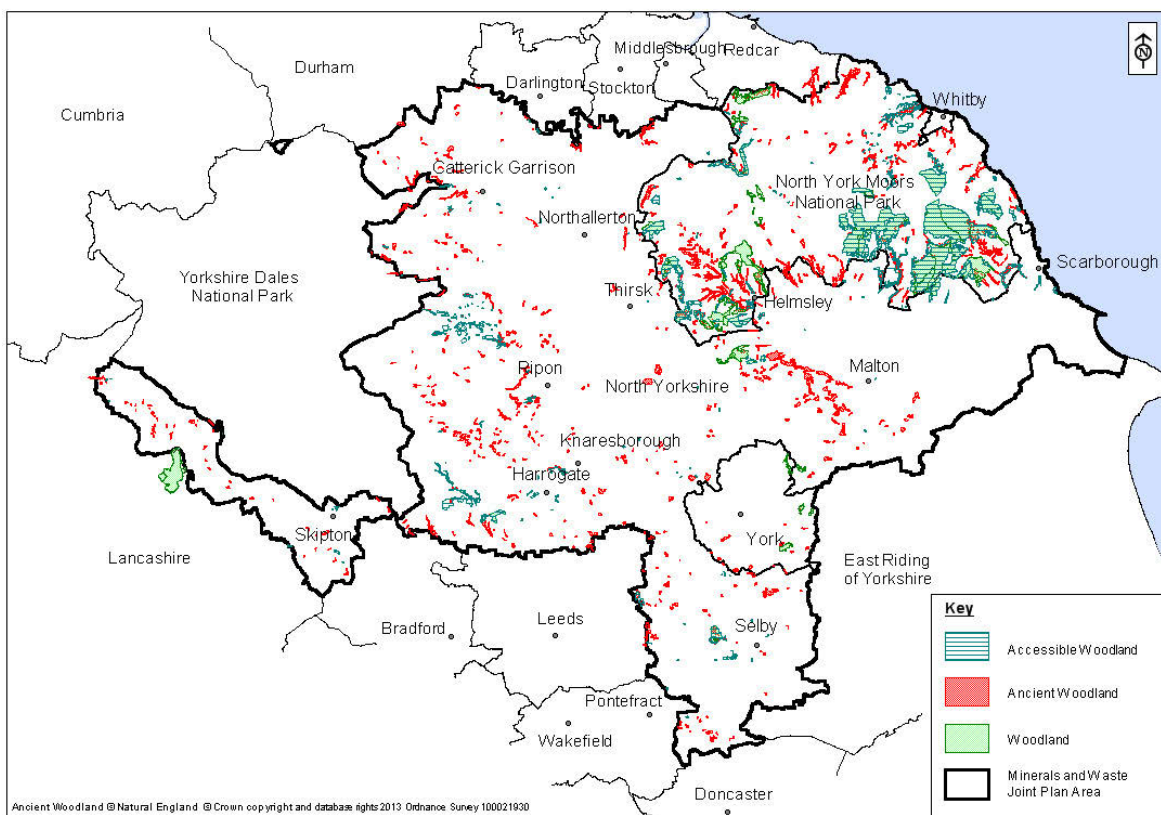 Middlesbrough
Redcar
N
Durham
Darlington
Stockton
Cumbria
Whitby
Catterick Garrison
North York Moors
National Park
Northallerton
Yorkshire Dales
National Park
Scarborough
Thirsk
Helmsley
Ripon
North Yorkshire
Malton
Knaresborough
Harrogate
Skipton
York
Lancashire
East Riding
of Yorkshire
Bradford
Leeds
Selby
Pontefract
Wakefield
Doncaster
Key
Accessible Woodland
Ancient Woodland
Woodland
Minerals and Waste
Joint Plan Area
Ancient Woodland © Natural England © Crown copyright and database rights 2013 Ordnance Survey 100021930